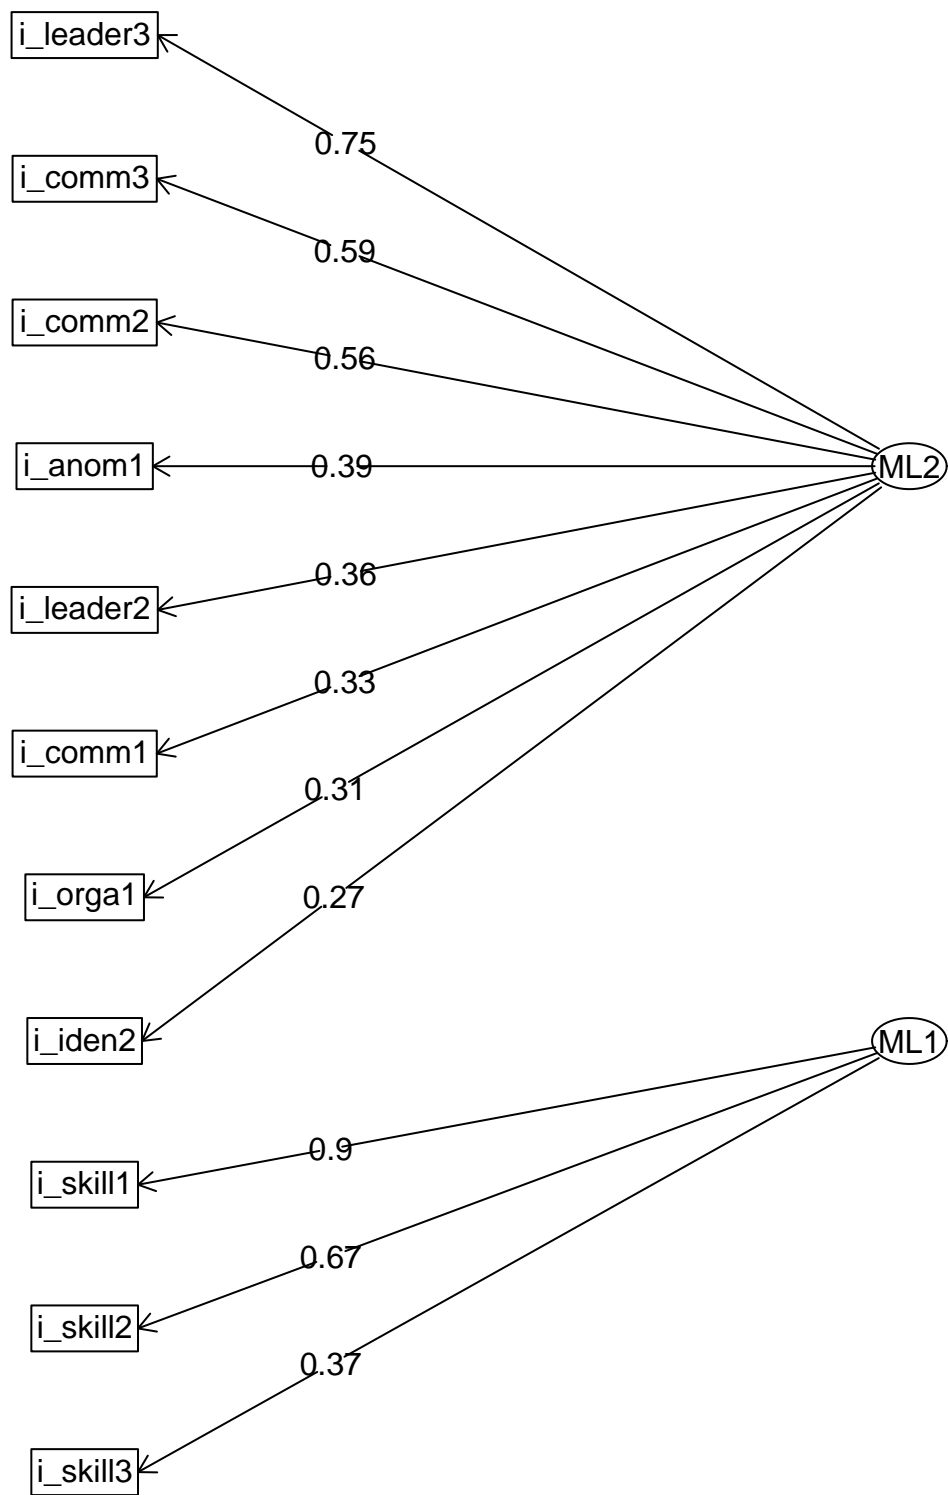 i_leader3
0.75
i_comm3
0.59
i_comm2
0.56
i_anom1
0.39
ML2
i_leader2
0.36
i_comm1
0.33
0.31
i_orga1
0.27
i_iden2
ML1
0.9
i_skill1
0.67
i_skill2
0.37
i_skill3